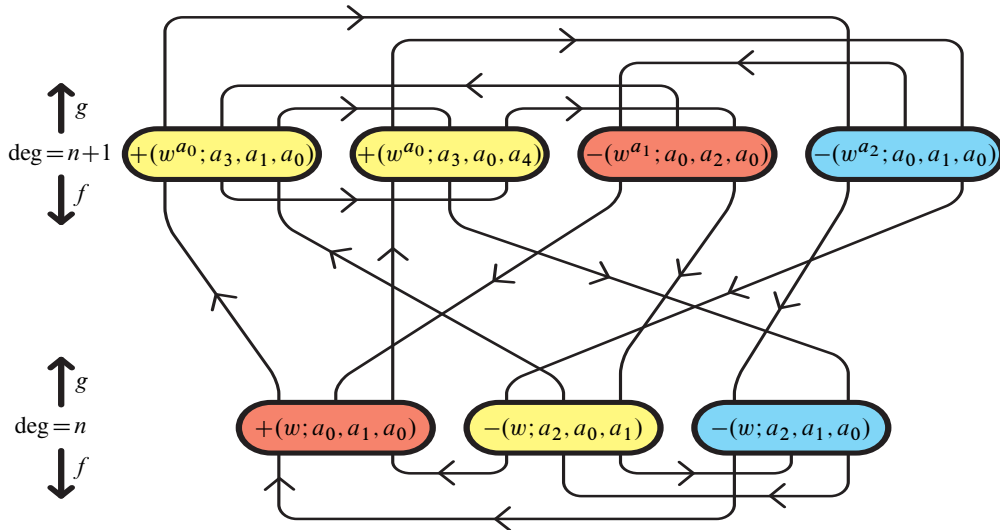 g
deg = n+1 +(w^{a_0}; a_3, a_1, a_0) +(w^{a_0}; a_3, a_0, a_4) −(w^{a_1}; a_0, a_2, a_0) −(w^{a_2}; a_0, a_1, a_0)
f
g
deg = n +(w; a_0, a_1, a_0) −(w; a_2, a_0, a_1) −(w; a_2, a_1, a_0)
f